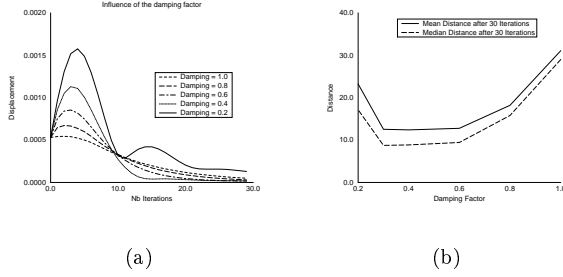 Influence of the damping factor
0.0020
0.0015
0.0010
0.0005
0.0000
Displacement
Damping = 1.0
Damping = 0.8
Damping = 0.6
Damping = 0.4
Damping = 0.2
0.0 10.0 20.0 30.0
Nb Iterations
(a)
40.0
30.0
20.0
10.0
0.0
Distance
Mean Distance after 30 Iterations
Median Distance after 30 Iterations
0.2 0.4 0.6 0.8 1.0
Damping Factor
(b)